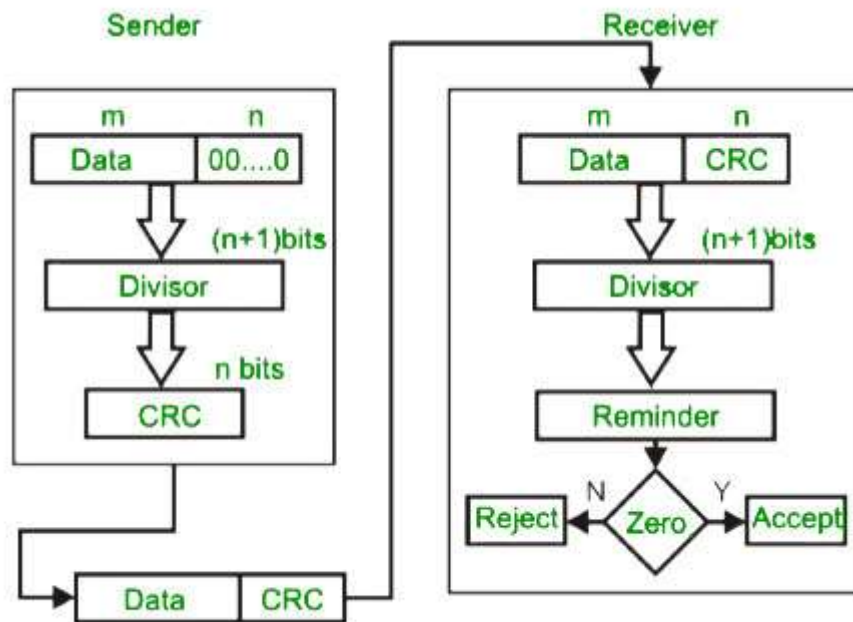 Sender
m n
Data 00....0
(n+1)bits
Divisor
n bits
CRC
Data CRC
Receiver
m n
Data CRC
(n+1)bits
Divisor
Reminder
N Y
Reject Zero Accept